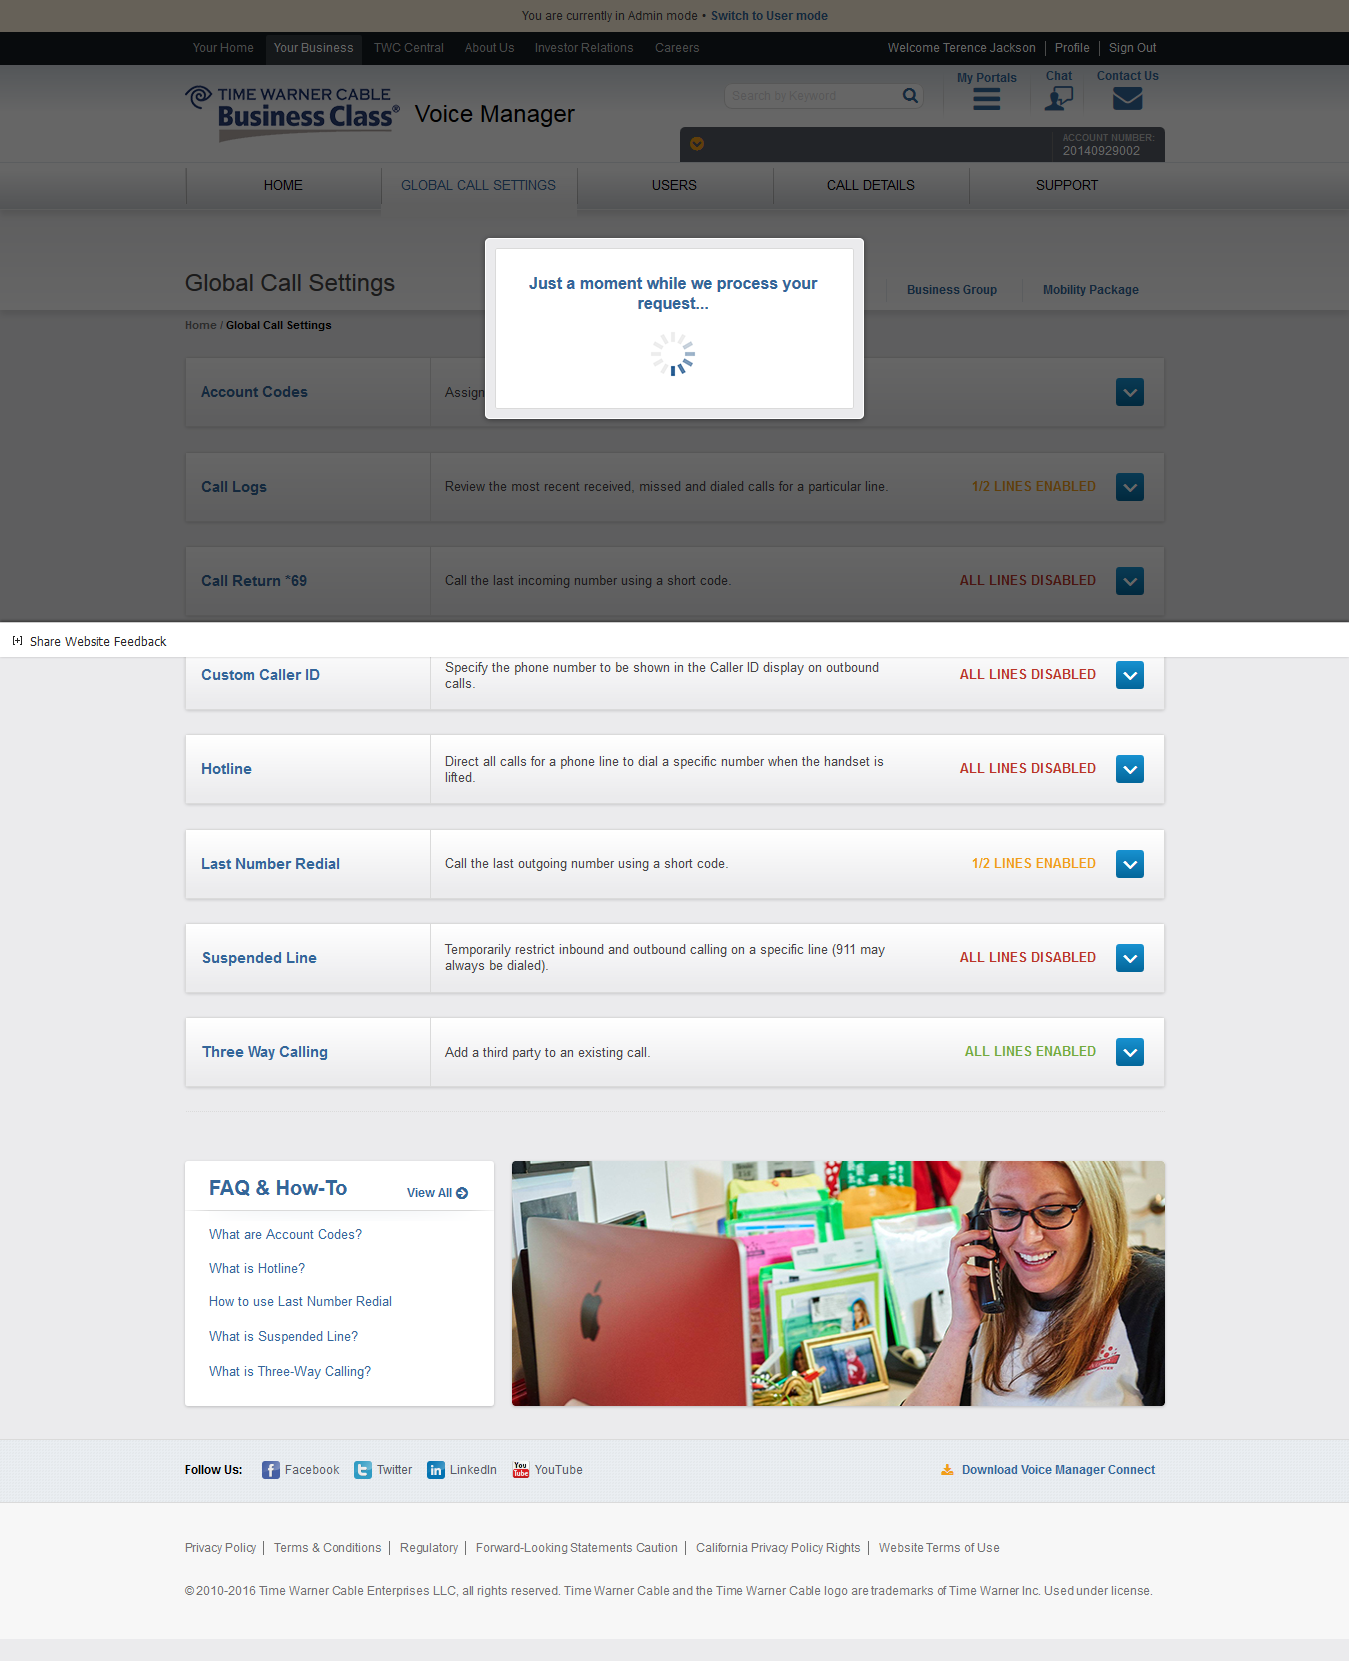 You are currently in Admin mode • Switch to User mode
Your Home Your Business TWC Central About Us Investor Relations Careers Welcome Terence Jackson Profile Sign Out
My Portals Chat Contact Us
TIME WARNER CABLE
Business Class® Voice Manager
Search by Keyword
ACCOUNT NUMBER:
20140929002
HOME GLOBAL CALL SETTINGS USERS CALL DETAILS SUPPORT
Global Call Settings
Just a moment while we process your
request...
Business Group Mobility Package
Home / Global Call Settings
Account Codes Assign
Call Logs Review the most recent received, missed and dialed calls for a particular line. 1/2 LINES ENABLED
Call Return *69 Call the last incoming number using a short code. ALL LINES DISABLED
[+] Share Website Feedback
Custom Caller ID Specify the phone number to be shown in the Caller ID display on outbound
calls. ALL LINES DISABLED
Hotline Direct all calls for a phone line to dial a specific number when the handset is
lifted. ALL LINES DISABLED
Last Number Redial Call the last outgoing number using a short code. 1/2 LINES ENABLED
Suspended Line Temporarily restrict inbound and outbound calling on a specific line (911 may
always be dialed). ALL LINES DISABLED
Three Way Calling Add a third party to an existing call. ALL LINES ENABLED
FAQ & How-To View All
What are Account Codes?
What is Hotline?
How to use Last Number Redial
What is Suspended Line?
What is Three-Way Calling?
Follow Us: Facebook Twitter LinkedIn YouTube Download Voice Manager Connect
Privacy Policy Terms & Conditions Regulatory Forward-Looking Statements Caution California Privacy Policy Rights Website Terms of Use
© 2010-2016 Time Warner Cable Enterprises LLC, all rights reserved. Time Warner Cable and the Time Warner Cable logo are trademarks of Time Warner Inc. Used under license.